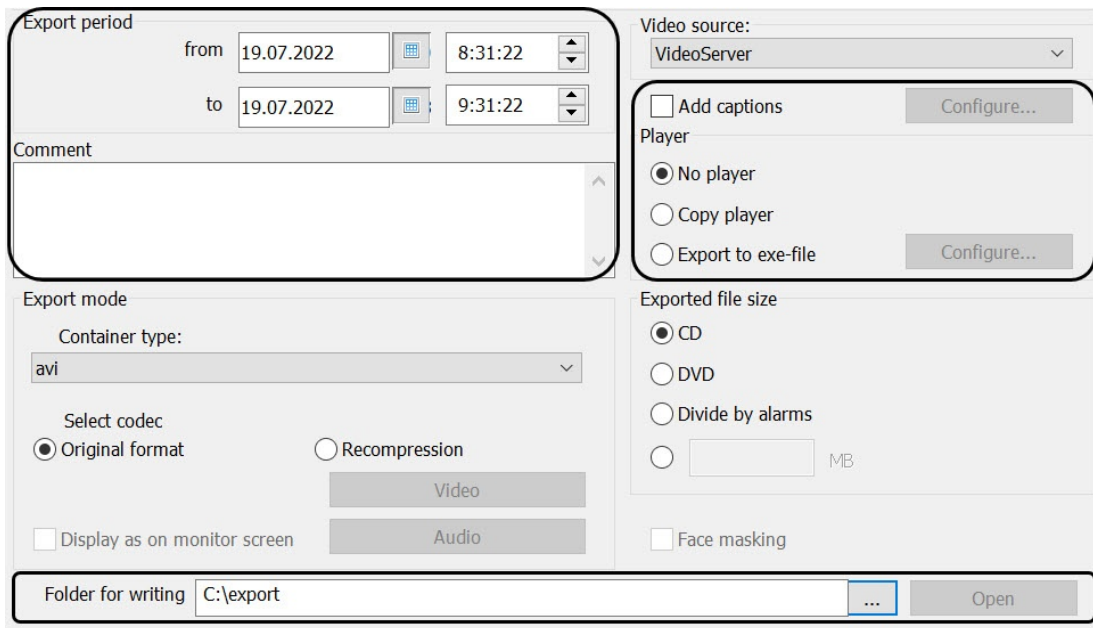 Export period
from 19.07.2022 8:31:22
to 19.07.2022 9:31:22
Comment
Video source:
VideoServer
Add captions Configure...
Player
No player
Copy player
Export to exe-file Configure...
Export mode
Container type:
avi
Select codec
Original format Recompression
Video
Display as on monitor screen Audio
Exported file size
CD
DVD
Divide by alarms
MB
Face masking
Folder for writing C:\export ... Open